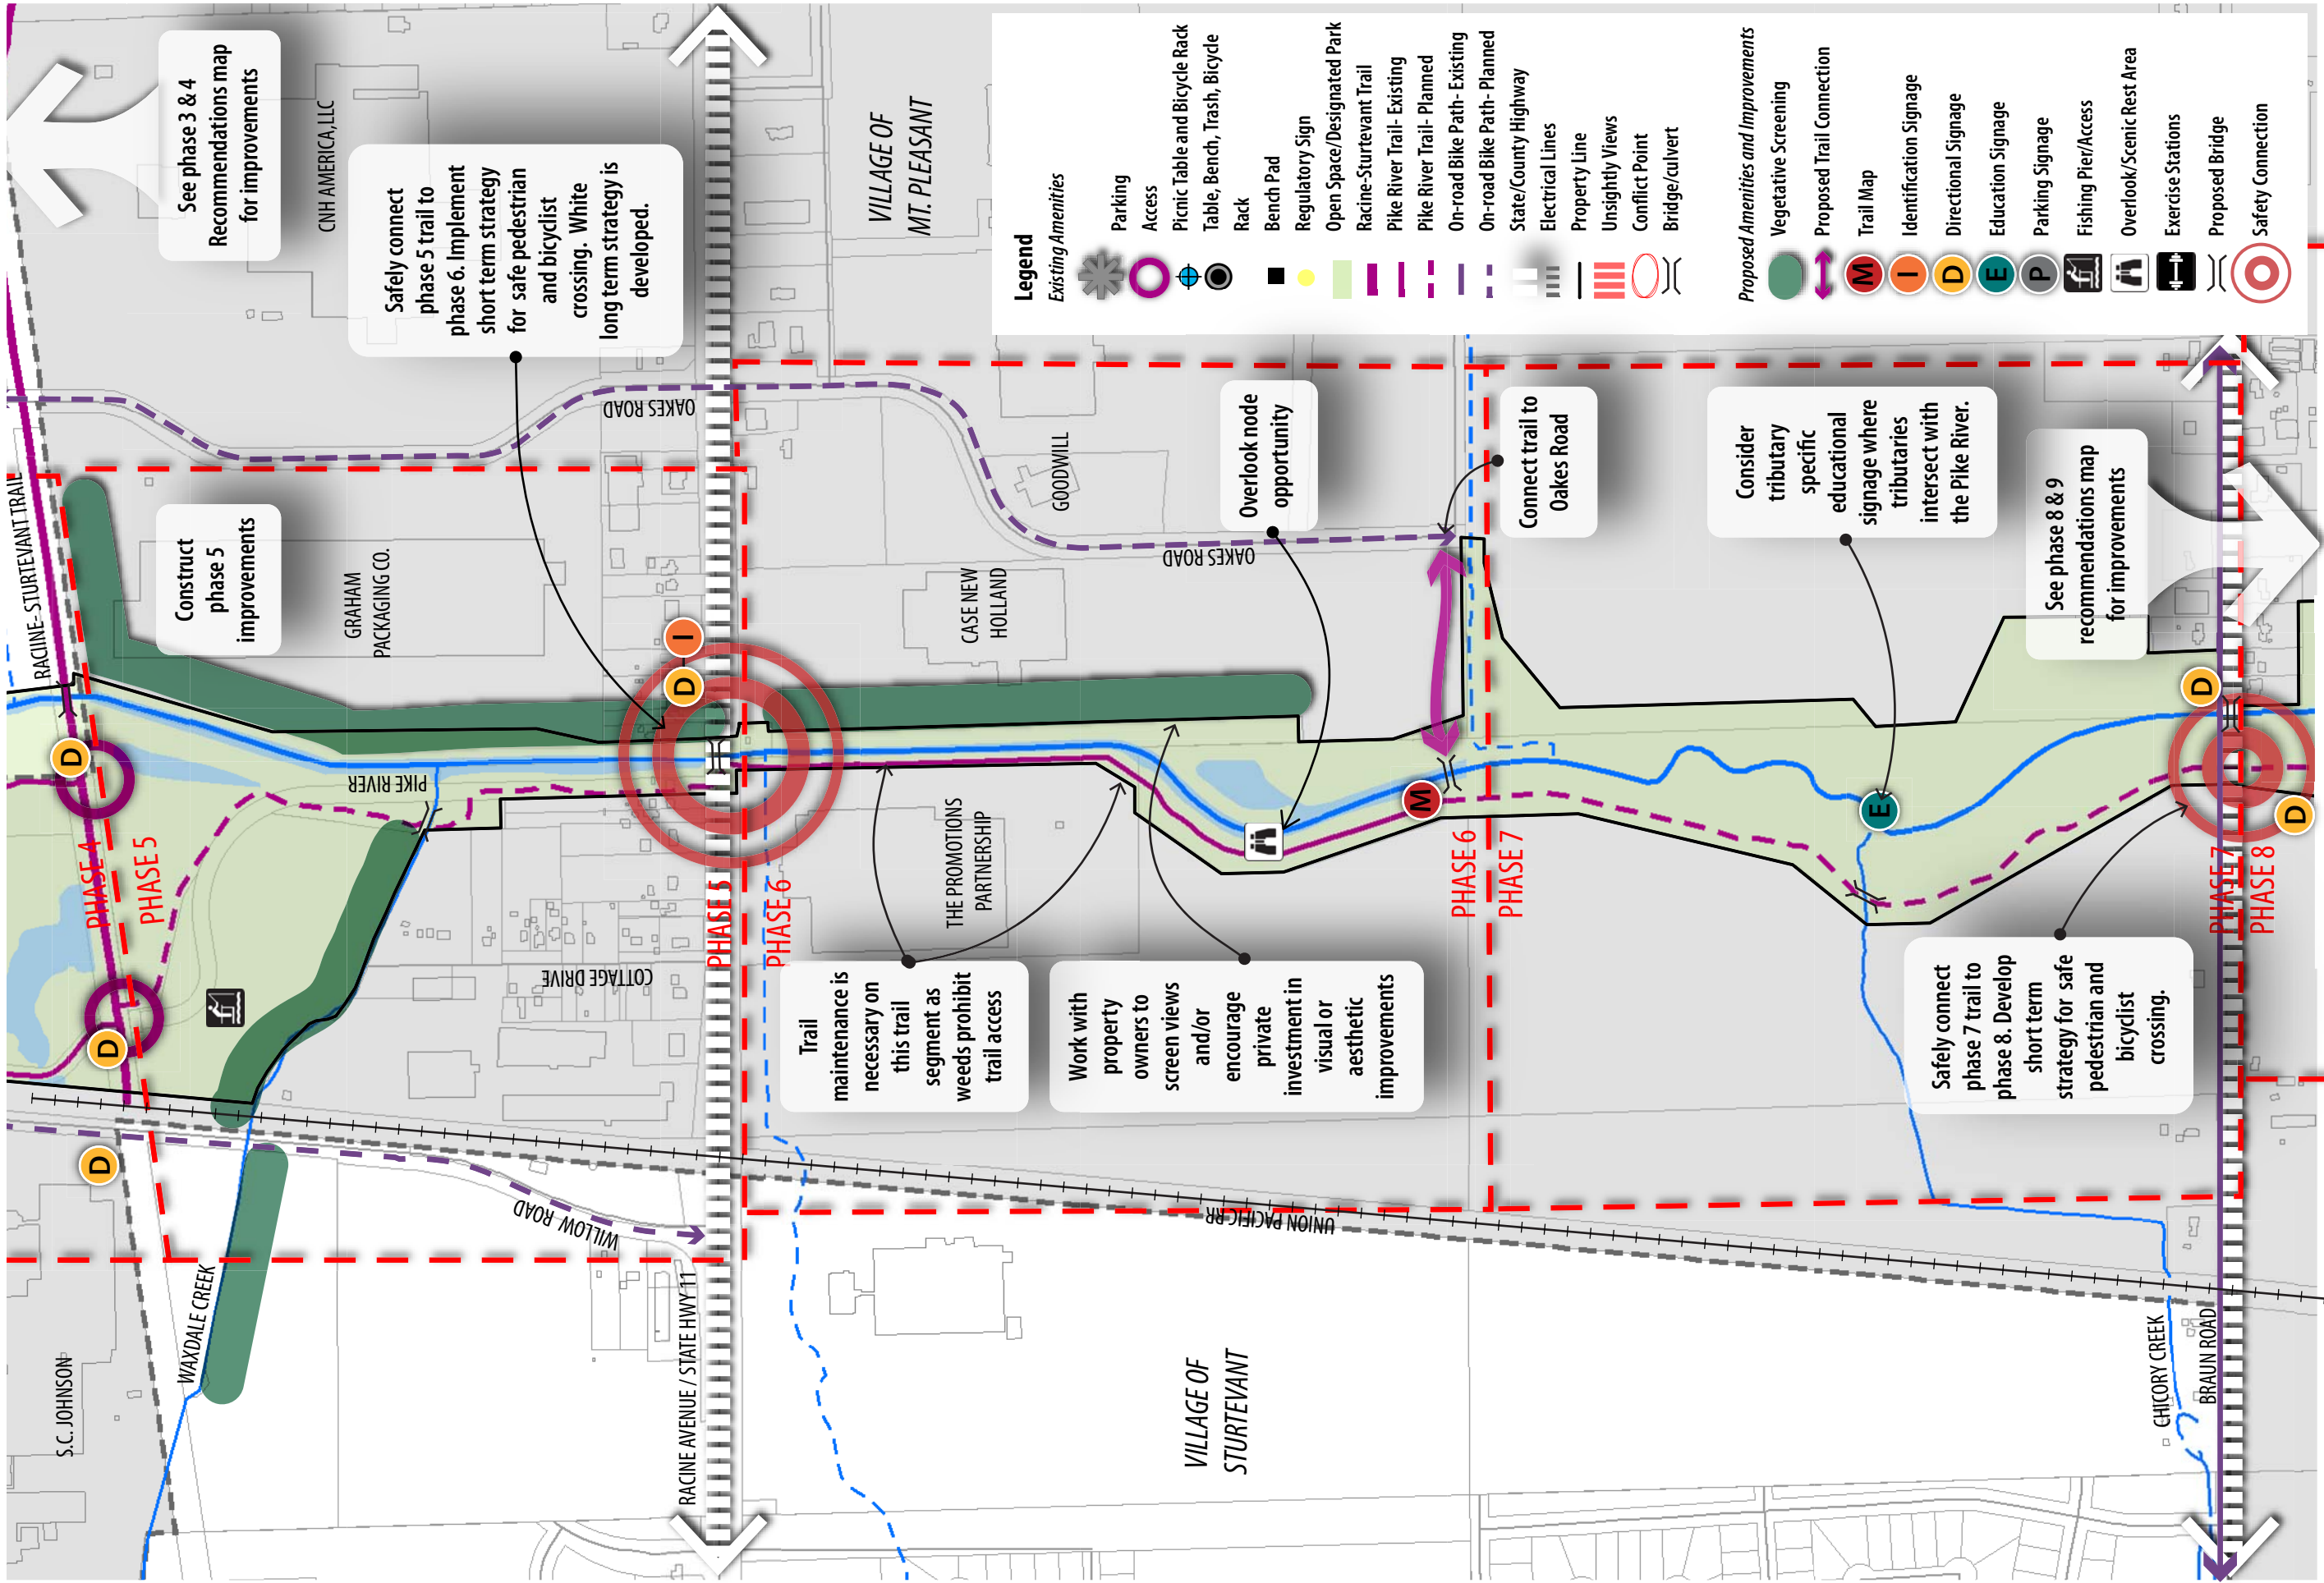 See phase 3 & 4
Recommendations map
for improvements
CNH AMERICA,LLC
Safely connect
phase 5 trail to
phase 6. Implement
short term strategy
for safe pedestrian
and bicyclist
crossing. White
long term strategy is
developed.
VILLAGE OF
MT. PLEASANT
RACINE- STURTEVANT TRAIL
Construct
phase 5
improvements
GRAHAM
PACKAGING CO.
OAKES ROAD
GOODWILL
CASE NEW
HOLLAND
OAKES ROAD
Overlook node
opportunity
Connect trail to
Oakes Road
Consider
tributary
specific
educational
signage where
tributaries
intersect with
the Pike River.
See phase 8 & 9
recommendations map
for improvements
D
I
D
D
PIKE RIVER
M
E
D
D
PHASE 4
PHASE 5
PHASE 5
PHASE 6
PHASE 6
PHASE 7
PHASE 7
PHASE 8
THE PROMOTIONS
PARTNERSHIP
COTTAGE DRIVE
D
D
Trail
maintenance is
necessary on
this trail
segment as
weeds prohibit
trail access
Work with
property
owners to
screen views
and/or
encourage
private
investment in
visual or
aesthetic
improvements
Safely connect
phase 7 trail to
phase 8. Develop
short term
strategy for safe
pedestrian and
bicyclist
crossing.
WILLOW ROAD
UNION PACIFIC RR
S.C. JOHNSON
WAXDALE CREEK
RACINE AVENUE / STATE HWY 11
VILLAGE OF
STURTEVANT
CHICORY CREEK
BRAUN ROAD
Legend
Existing Amenities
Parking
Access
Picnic Table and Bicycle Rack
Table, Bench, Trash, Bicycle
Rack
Bench Pad
Regulatory Sign
Open Space/Designated Park
Racine-Sturtevant Trail
Pike River Trail- Existing
Pike River Trail- Planned
On-road Bike Path- Existing
On-road Bike Path- Planned
State/County Highway
Electrical Lines
Property Line
Unsightly Views
Conflict Point
Bridge/culvert
Proposed Amenities and Improvements
Vegetative Screening
Proposed Trail Connection
M Trail Map
I Identification Signage
D Directional Signage
E Education Signage
P Parking Signage
Fishing Pier/Access
Overlook/Scenic Rest Area
Exercise Stations
Proposed Bridge
Safety Connection